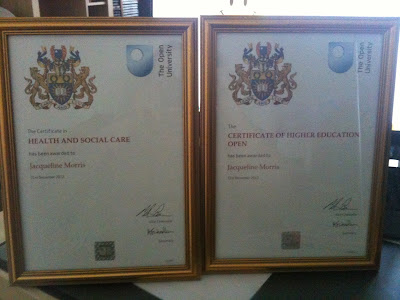 The Open
University
The Certificate in
HEALTH AND SOCIAL CARE
has been awarded to
Jacqueline Morris
The Open
University
The
CERTIFICATE OF HIGHER EDUCATION
OPEN
has been awarded to
Jacqueline Morris